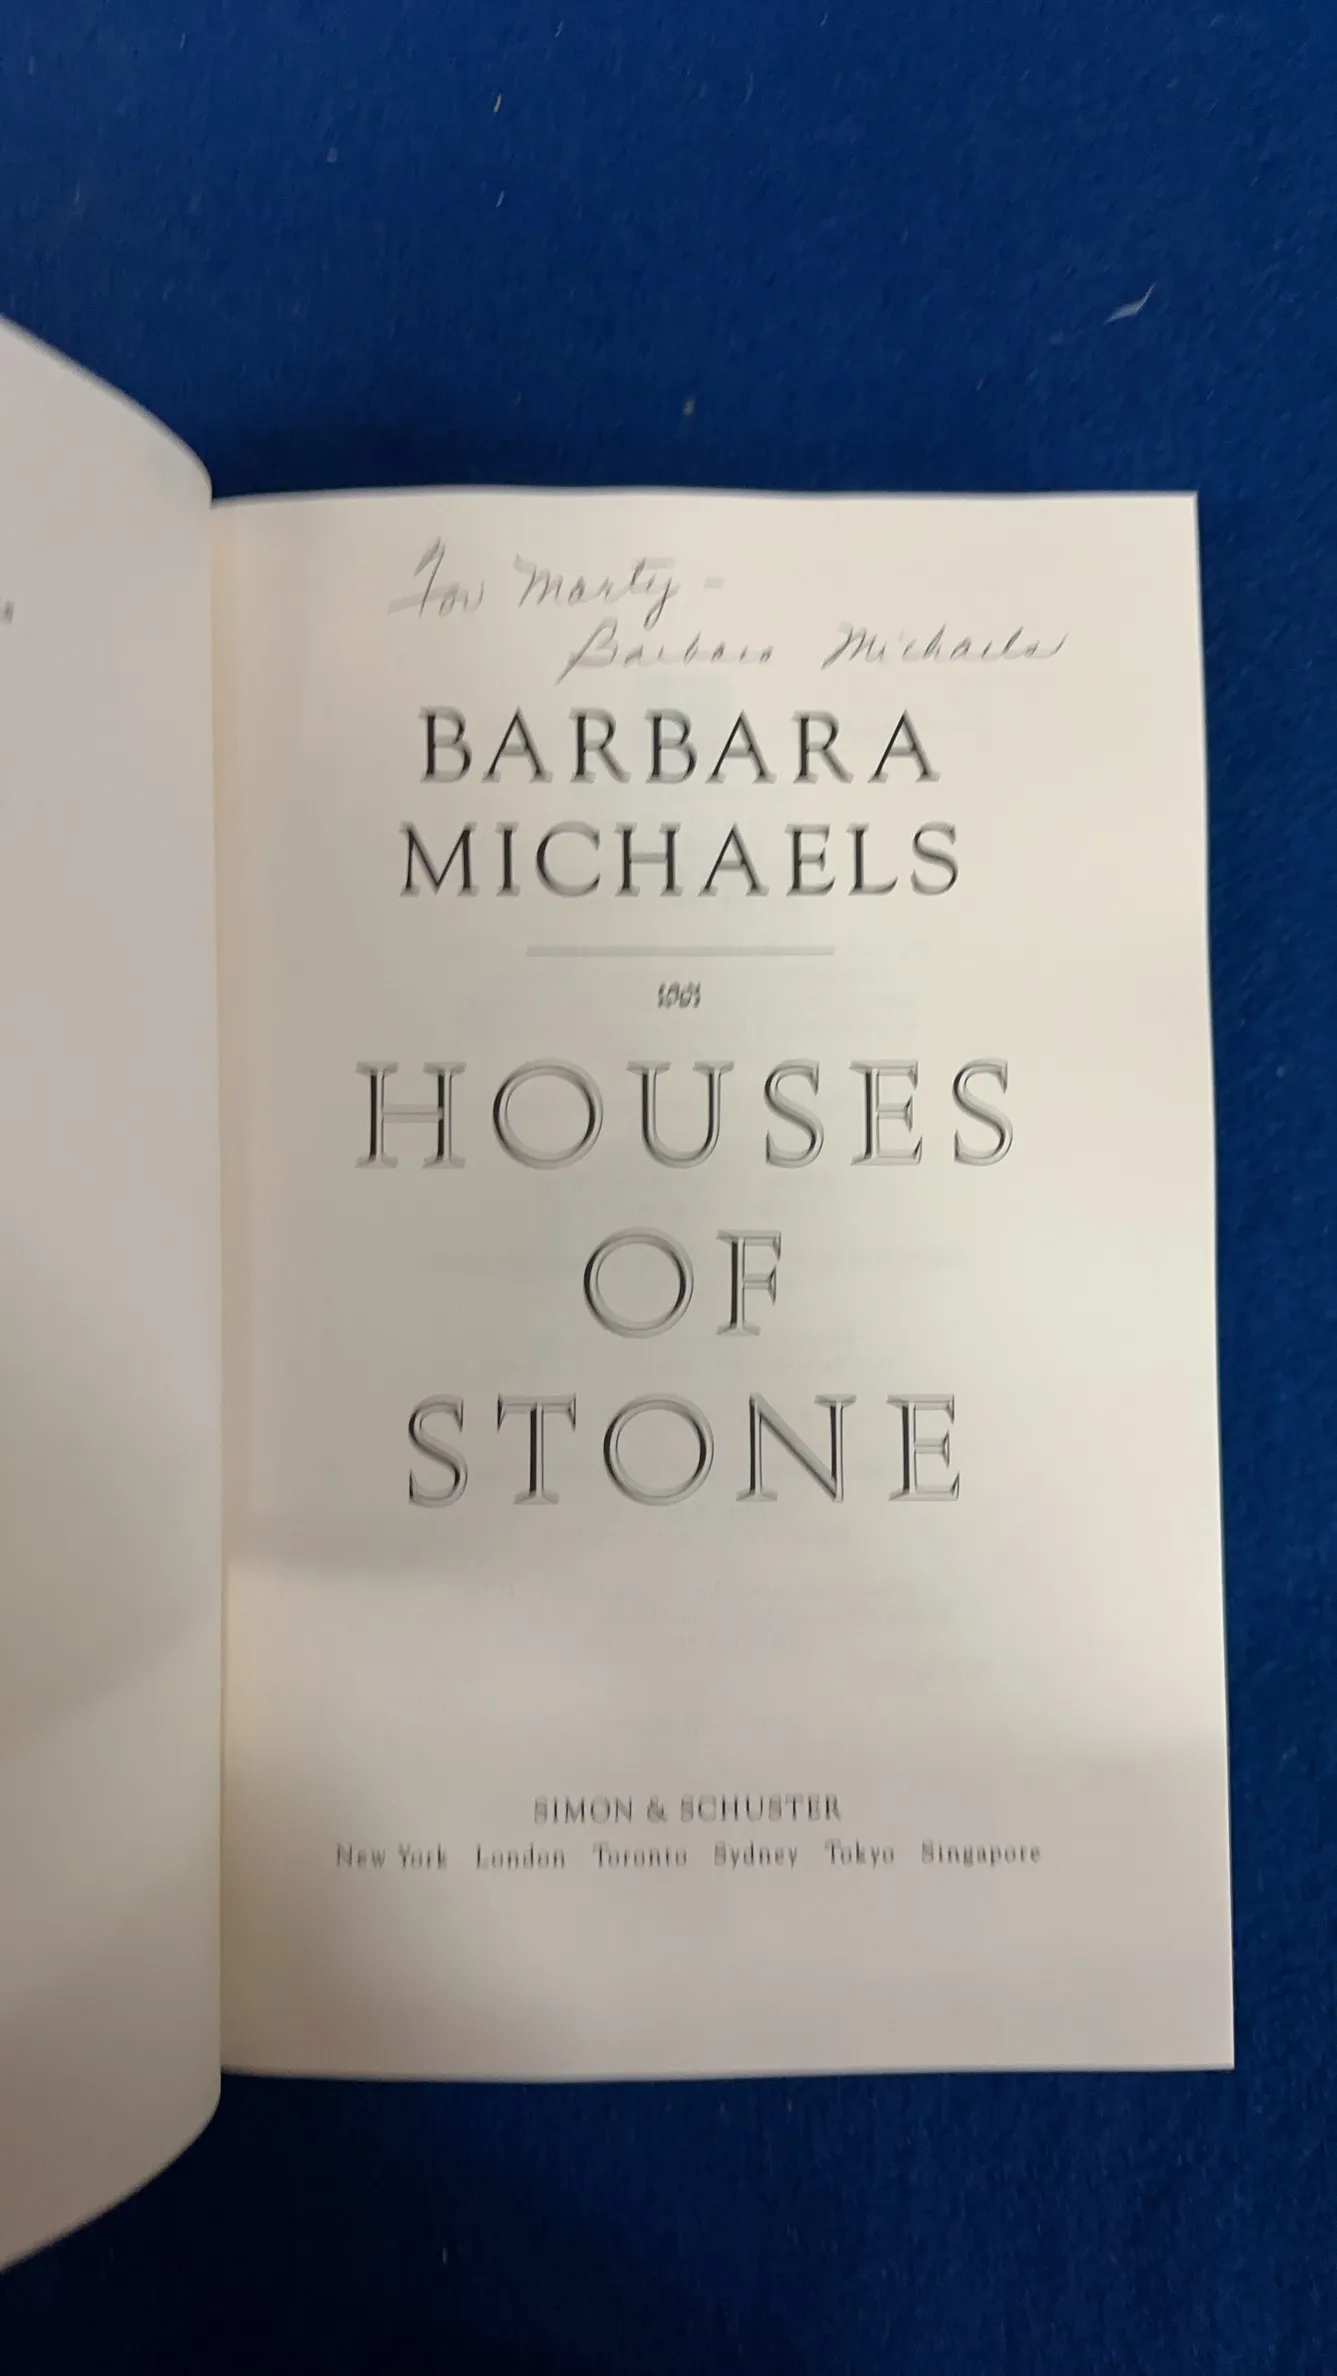 For Marty -
Barbara Michaels
BARBARA
MICHAELS
HOUSES
OF
STONE
SIMON & SCHUSTER
New York London Toronto Sydney Tokyo Singapore